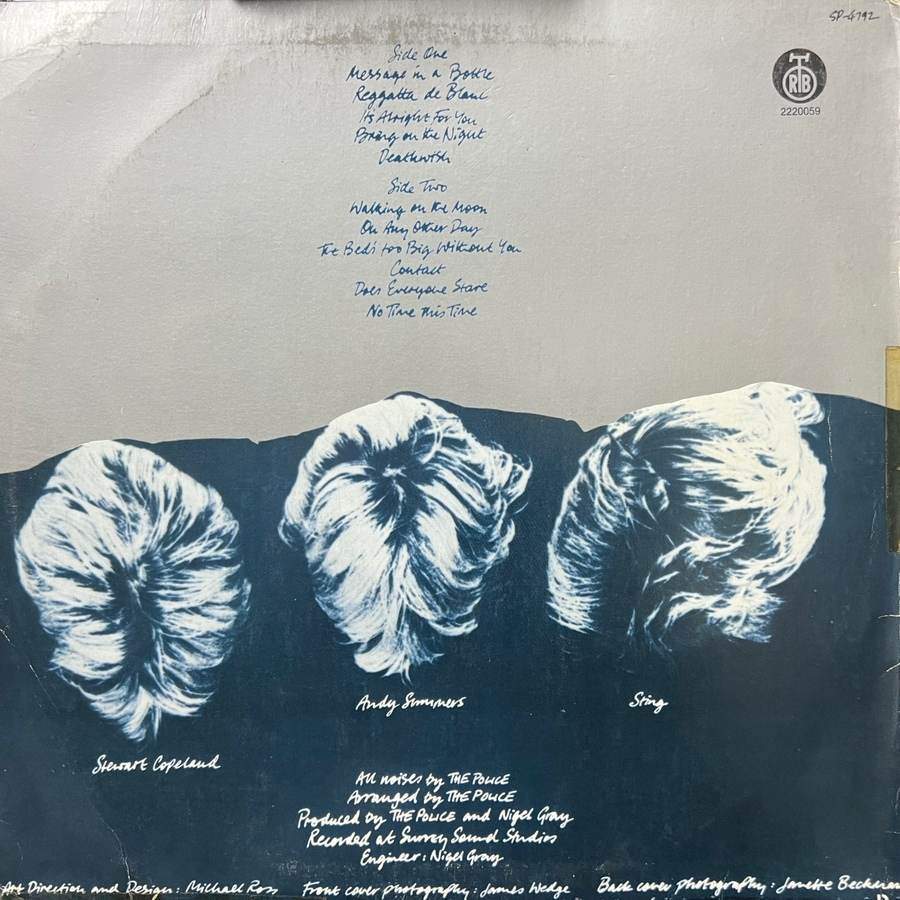 SP-4792
RTB
2220059
Side One
Message in a Bottle
Reggatta de Blanc
It's Alright For You
Bring on the Night
Deathwish
Side Two
Walking on the Moon
On Any Other Day
The Bed's too Big Without You
Contact
Does Everyone Stare
No Time this Time
Andy Summers
Sting
Stewart Copeland
All noises by THE POLICE
Arranged by THE POLICE
Produced by THE POLICE and Nigel Gray
Recorded at Surrey Sound Studios
Engineer: Nigel Gray
Art Direction and Design: Michael Ross Front cover photography: James Wedge Back cover photography: Janette Beckman